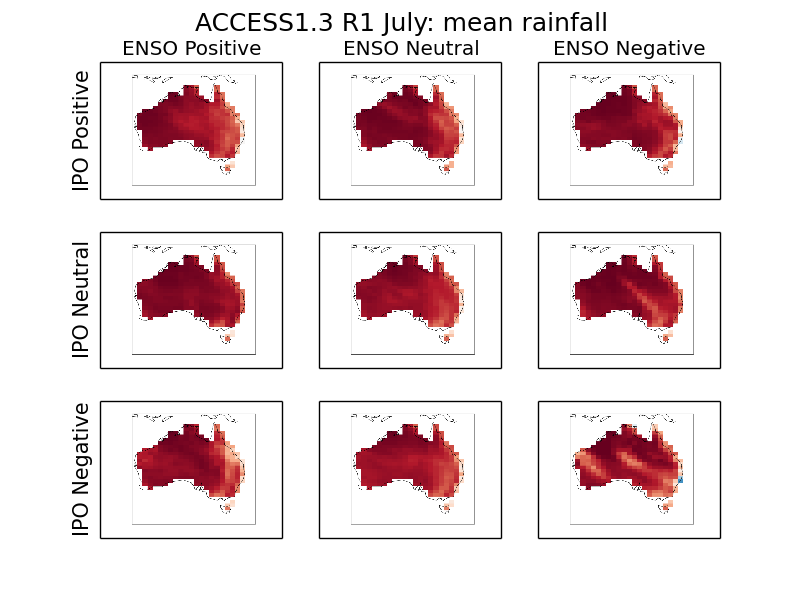 ACCESS1.3 R1 July: mean rainfall
ENSO Positive
ENSO Neutral
ENSO Negative
IPO Positive
IPO Neutral
IPO Negative